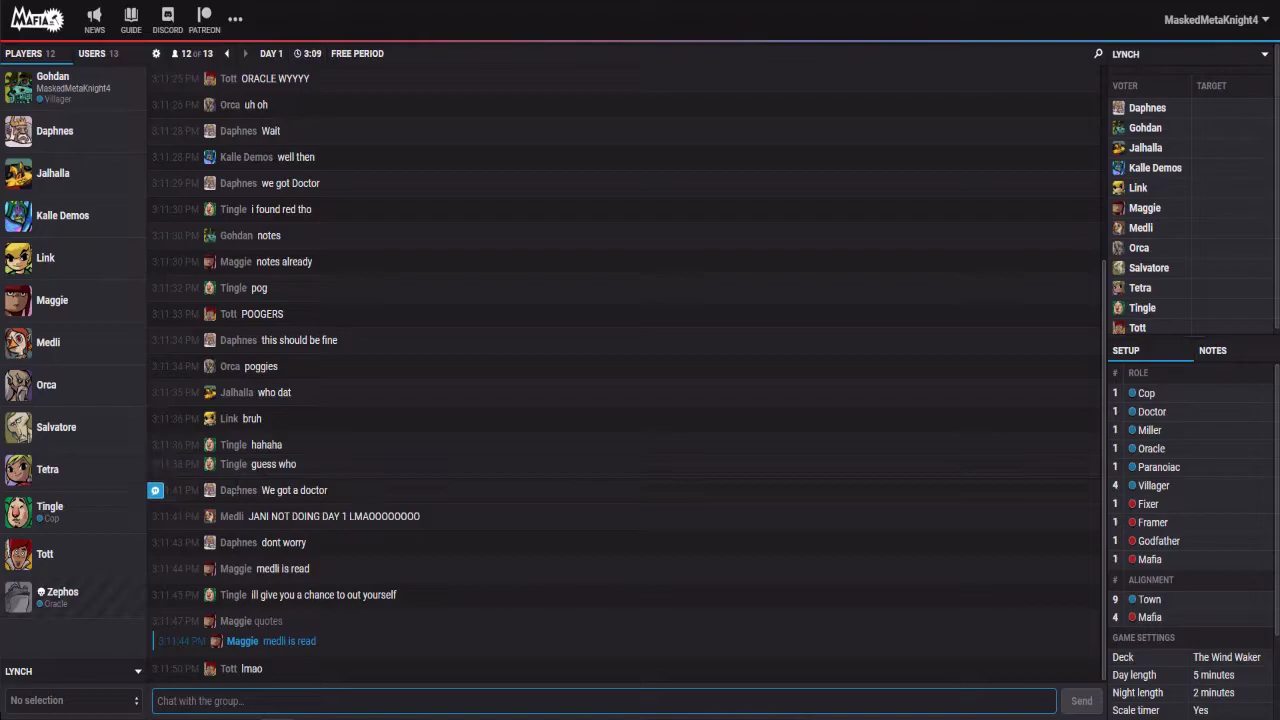 MAFIA
NEWS
GUIDE
DISCORD
PATREON
MaskedMetaKnight4
PLAYERS 12
USERS 13
12 OF 13
DAY 1
3:09
FREE PERIOD
LYNCH
Gohdan
MaskedMetaKnight4
Villager
Daphnes
Jalhalla
Kalle Demos
Link
Maggie
Medli
Orca
Salvatore
Tetra
Tingle
Cop
Tott
Zephos
Oracle
LYNCH
No selection
3:11:25 PM Tott ORACLE WYYYY
3:11:26 PM Orca uh oh
3:11:28 PM Daphnes Wait
3:11:28 PM Kalle Demos well then
3:11:29 PM Daphnes we got Doctor
3:11:30 PM Tingle i found red tho
3:11:30 PM Gohdan notes
3:11:30 PM Maggie notes already
3:11:32 PM Tingle pog
3:11:33 PM Tott POOGERS
3:11:34 PM Daphnes this should be fine
3:11:34 PM Orca poggies
3:11:35 PM Jalhalla who dat
3:11:36 PM Link bruh
3:11:36 PM Tingle hahaha
3:11:38 PM Tingle guess who
:41 PM Daphnes We got a doctor
3:11:41 PM Medli JANI NOT DOING DAY 1 LMAOOOOOOOO
3:11:43 PM Daphnes dont worry
3:11:44 PM Maggie medli is read
3:11:45 PM Tingle ill give you a chance to out yourself
3:11:47 PM Maggie quotes
3:11:44 PM Maggie medli is read
3:11:50 PM Tott lmao
Chat with the group...
Send
VOTER TARGET
Daphnes
Gohdan
Jalhalla
Kalle Demos
Link
Maggie
Medli
Orca
Salvatore
Tetra
Tingle
Tott
SETUP NOTES
# ROLE
1 Cop
1 Doctor
1 Miller
1 Oracle
1 Paranoiac
4 Villager
1 Fixer
1 Framer
1 Godfather
1 Mafia
# ALIGNMENT
9 Town
4 Mafia
GAME SETTINGS
Deck The Wind Waker
Day length 5 minutes
Night length 2 minutes
Scale timer Yes